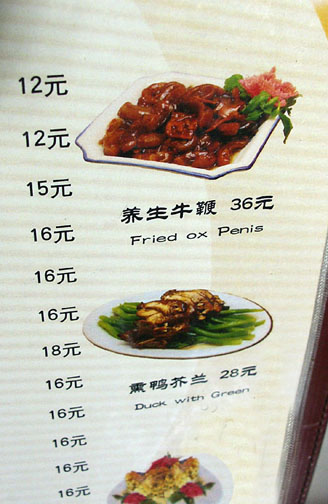 12元
12元
15元
养生牛鞭 36元
Fried ox Penis
16元
16元
16元
18元
熏鸭芥兰 28元
Duck with Green
16元
16元
16元
16元
16元